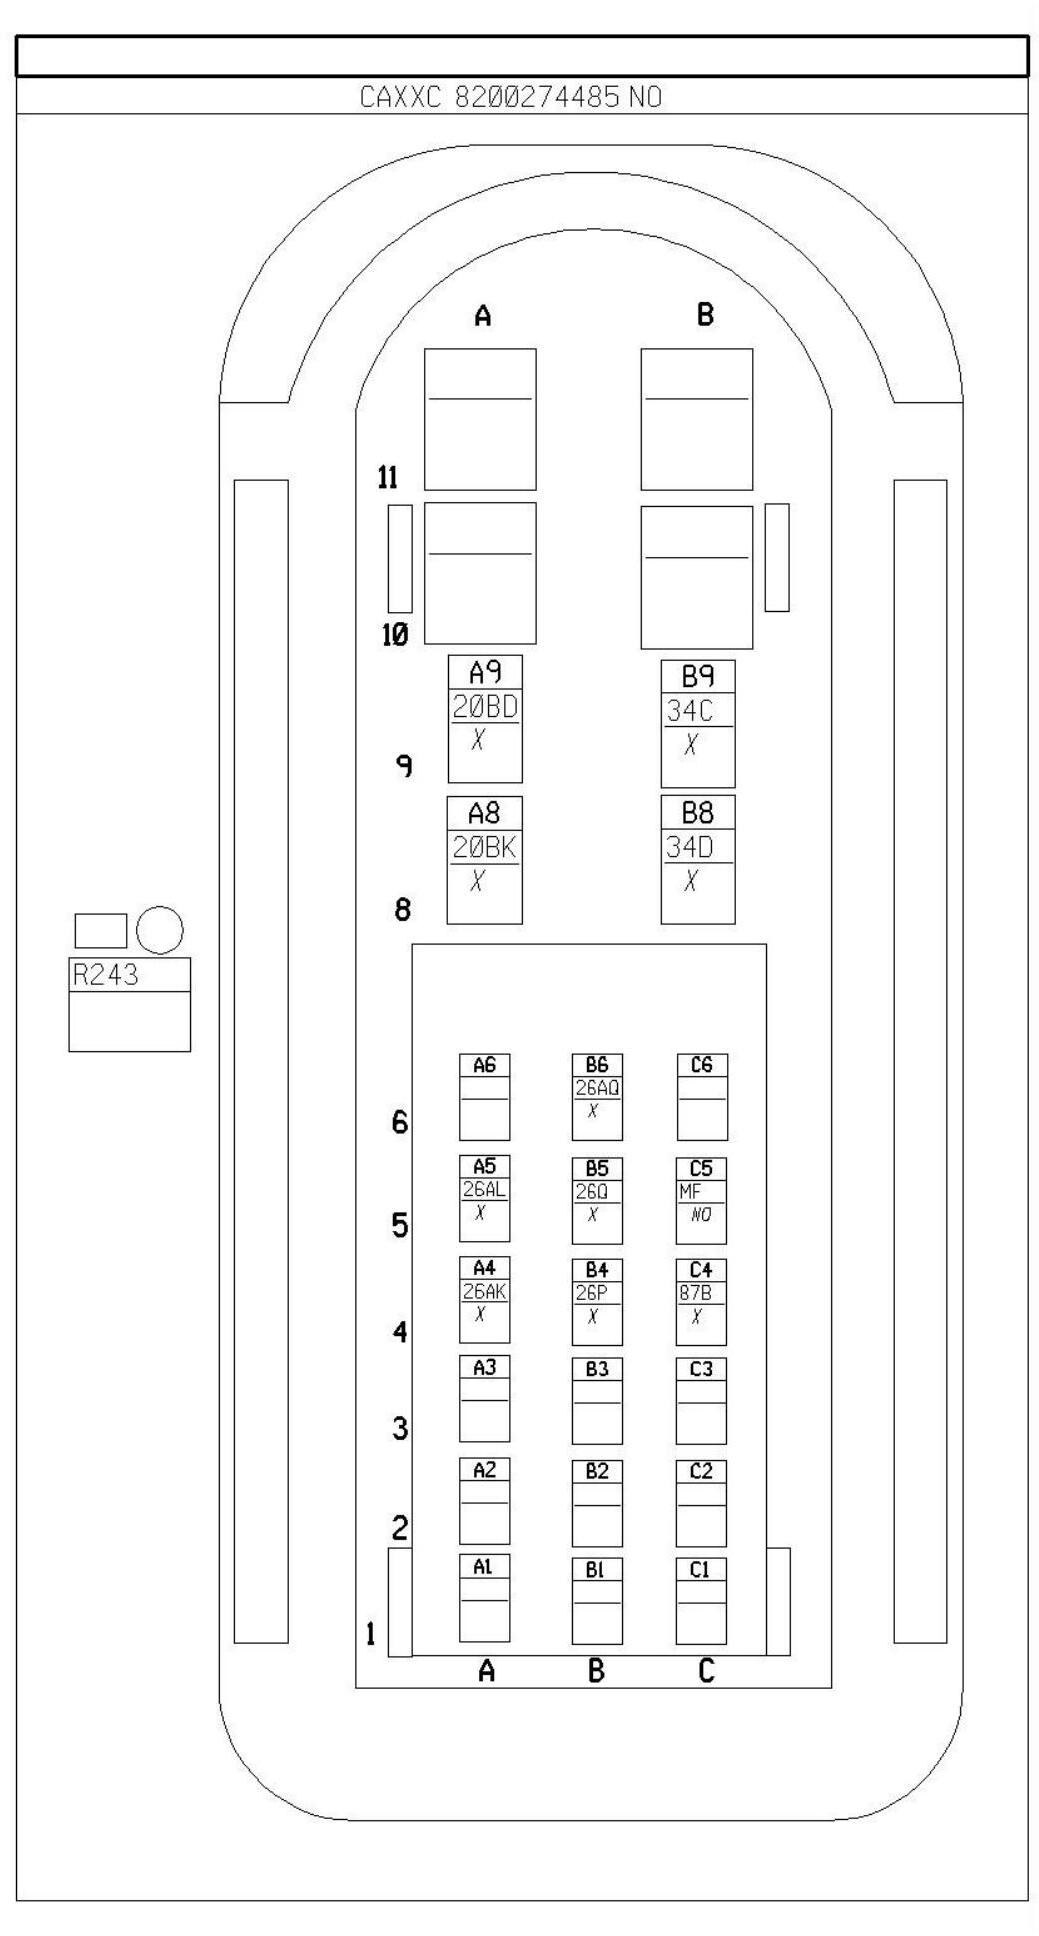 CAXXC 8200274485 NO
A B
11
10
A9 B9
20BD 34C
X X
9
A8 B8
20BK 34D
X X
8
R243
A6 B6 C6
26AQ
X
6
A5 B5 C5
26AL 26Q MF
X X NO
5
A4 B4 C4
26AK 26P 87B
X X X
4
A3 B3 C3
3
A2 B2 C2
2
A1 B1 C1
1
A B C